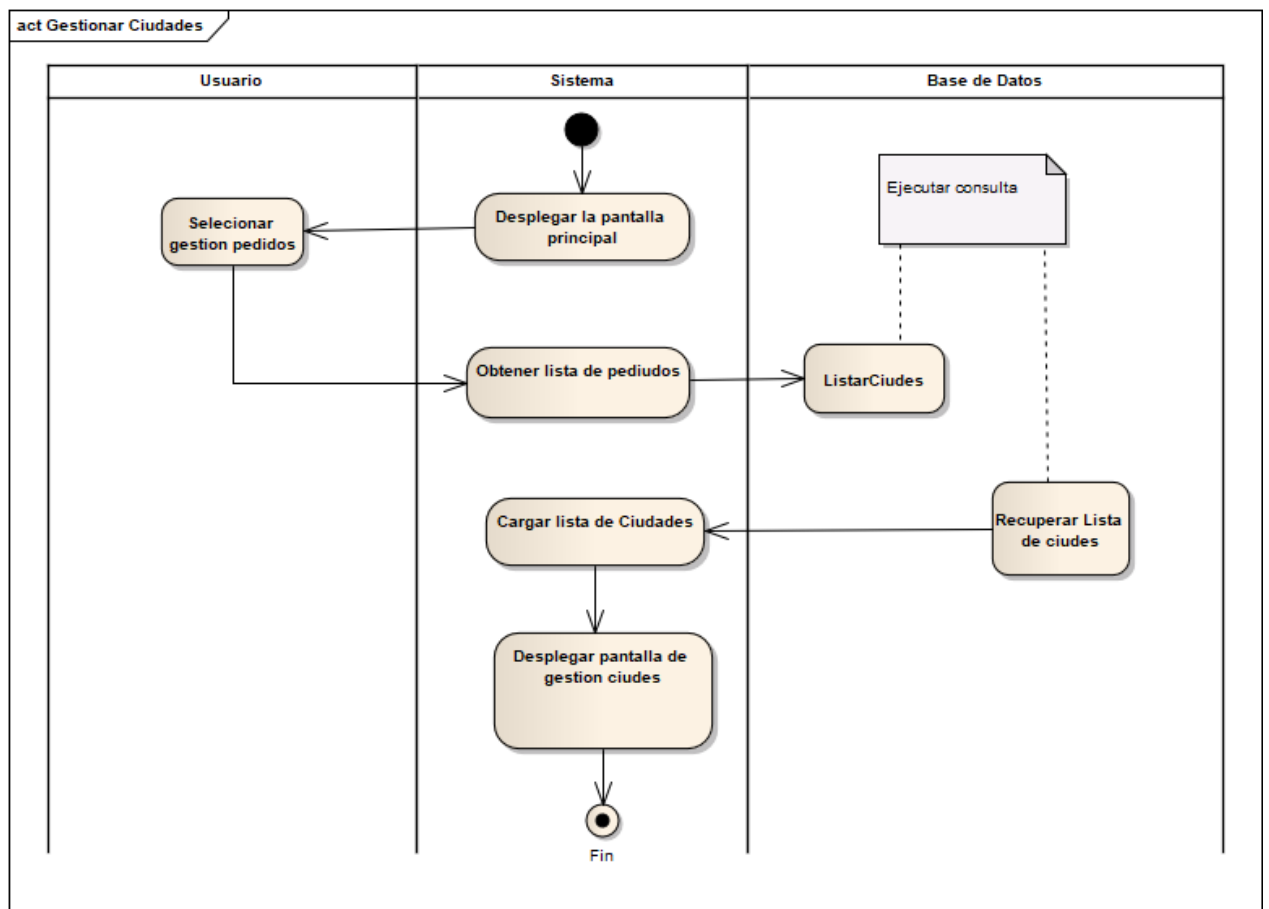 act Gestionar Ciudades
Usuario
Sistema
Base de Datos
Ejecutar consulta
Desplegar la pantalla
principal
Selecionar
gestion pedidos
Obtener lista de pediudos
ListarCiudes
Cargar lista de Ciudades
Recuperar Lista
de ciudes
Desplegar pantalla de
gestion ciudes
Fin